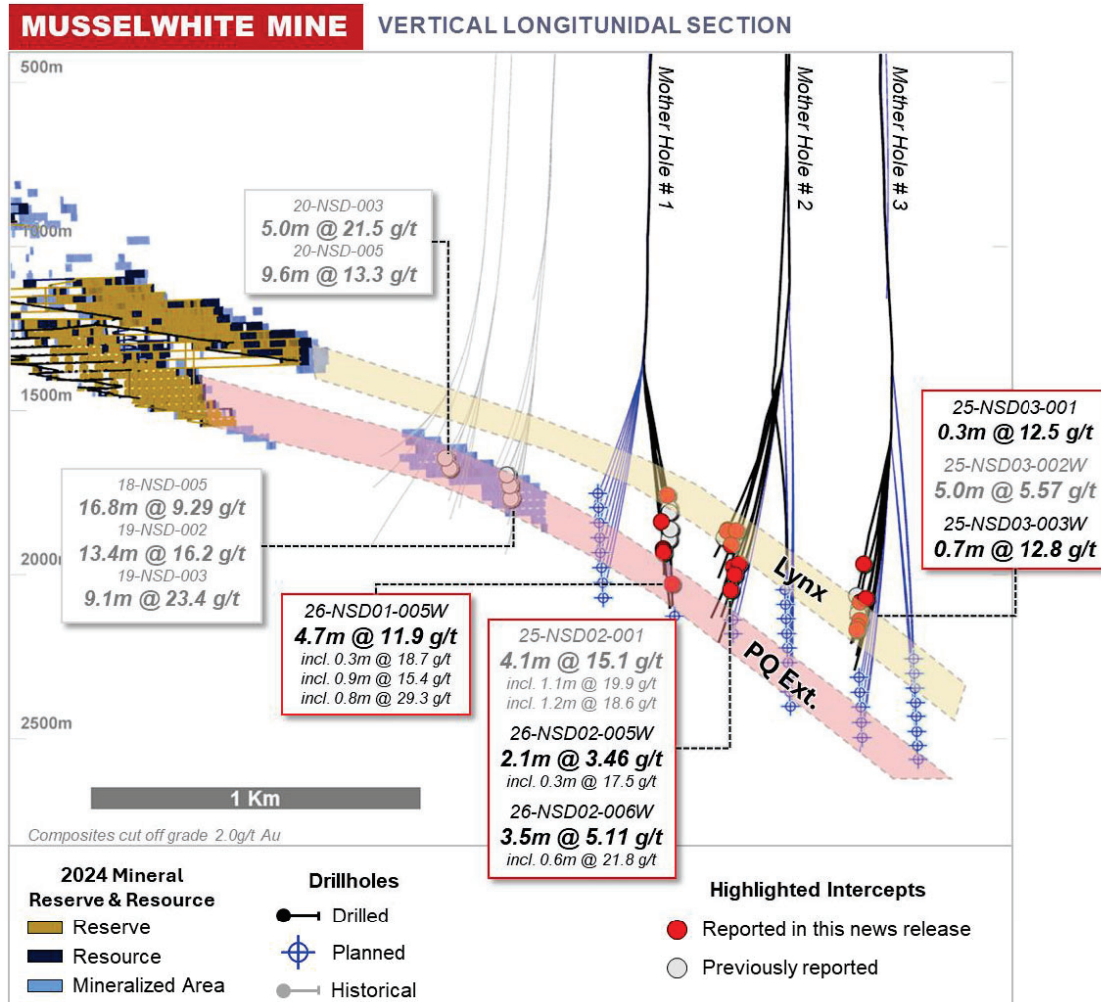 MUSSELWHITE MINE
VERTICAL LONGITUNIDAL SECTION
500m
1000m
1500m
2000m
2500m
Mother Hole # 1
Mother Hole # 2
Mother Hole # 3
20-NSD-003
5.0m @ 21.5 g/t
20-NSD-005
9.6m @ 13.3 g/t
18-NSD-005
16.8m @ 9.29 g/t
19-NSD-002
13.4m @ 16.2 g/t
19-NSD-003
9.1m @ 23.4 g/t
25-NSD03-001
0.3m @ 12.5 g/t
25-NSD03-002W
5.0m @ 5.57 g/t
25-NSD03-003W
0.7m @ 12.8 g/t
Lynx
PQ Ext.
26-NSD01-005W
4.7m @ 11.9 g/t
incl. 0.3m @ 18.7 g/t
incl. 0.9m @ 15.4 g/t
incl. 0.8m @ 29.3 g/t
25-NSD02-001
4.1m @ 15.1 g/t
incl. 1.1m @ 19.9 g/t
incl. 1.2m @ 18.6 g/t
26-NSD02-005W
2.1m @ 3.46 g/t
incl. 0.3m @ 17.5 g/t
26-NSD02-006W
3.5m @ 5.11 g/t
incl. 0.6m @ 21.8 g/t
1 Km
Composites cut off grade 2.0g/t Au
2024 Mineral
Reserve & Resource
Reserve
Resource
Mineralized Area
Drillholes
Drilled
Planned
Historical
Highlighted Intercepts
Reported in this news release
Previously reported